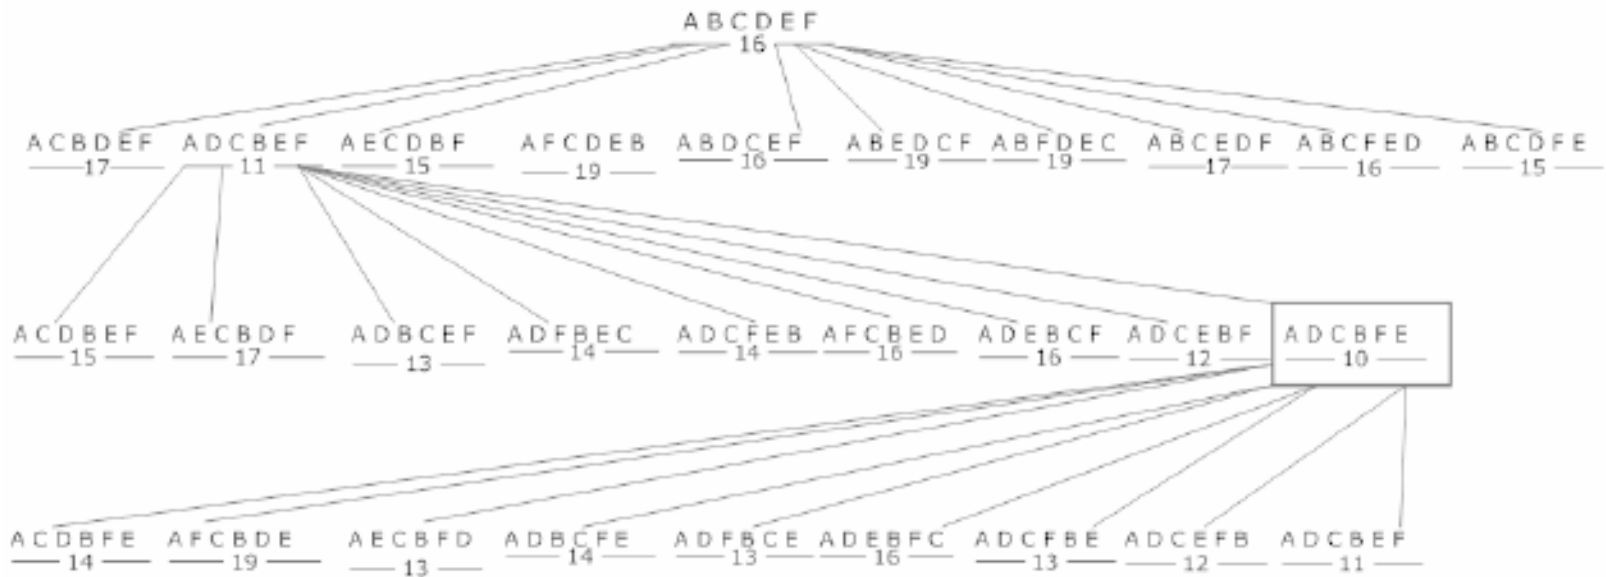 A B C D E F
16
A C B D E F A D C B E F A E C D B F A F C D E B A B D C E F A B E D C F A B F D E C A B C E D F A B C F E D A B C D F E
17 11 15 19 16 19 19 17 16 15
A C D B E F A E C B D F A D B C E F A D F B E C A D C F E B A F C B E D A D E B C F A D C E B F A D C B F E
15 17 13 14 14 16 16 12 10
A C D B F E A F C B D E A E C B F D A D B C F E A D F B C E A D E B F C A D C F B E A D C E F B A D C B E F
14 19 13 14 13 16 13 12 11